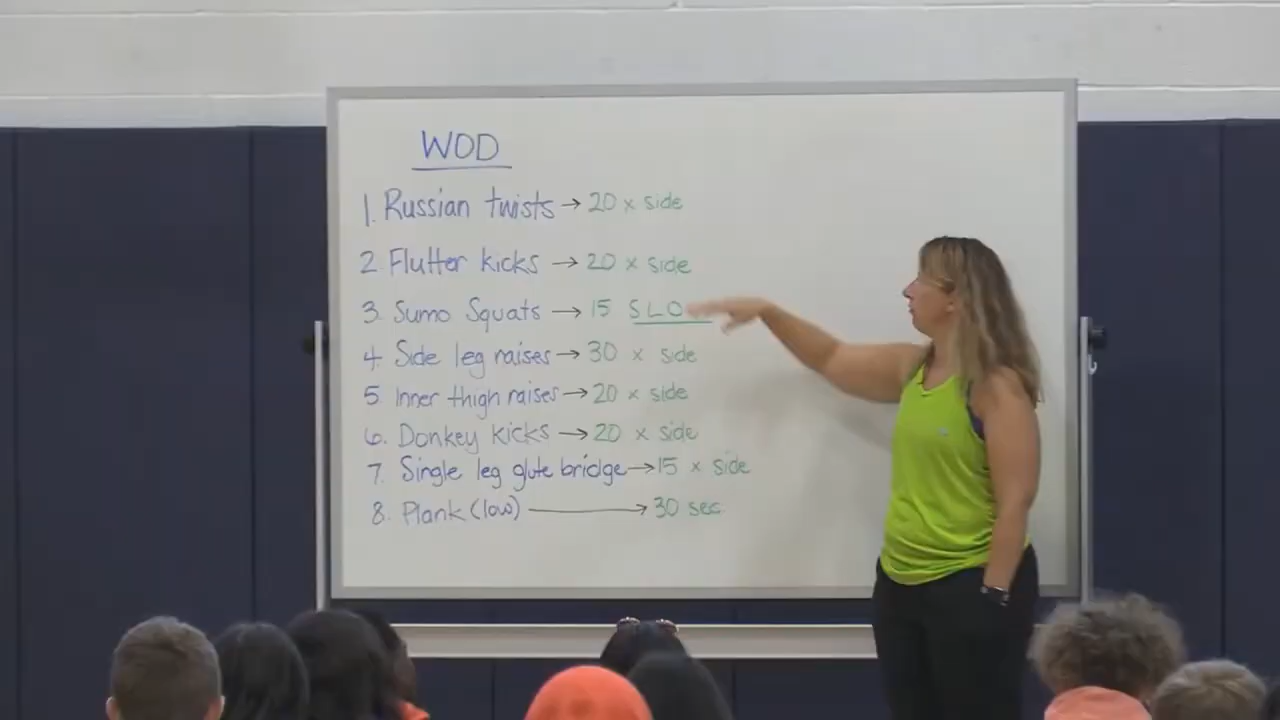 WOD
1. Russian twists → 20 x side
2. Flutter kicks → 20 x side
3. Sumo Squats → 15 SLO
4. Side leg raises → 30 x side
5. Inner thigh raises → 20 x side
6. Donkey kicks → 20 x side
7. Single leg glute bridge → 15 x side
8. Plank (low) → 30 sec.